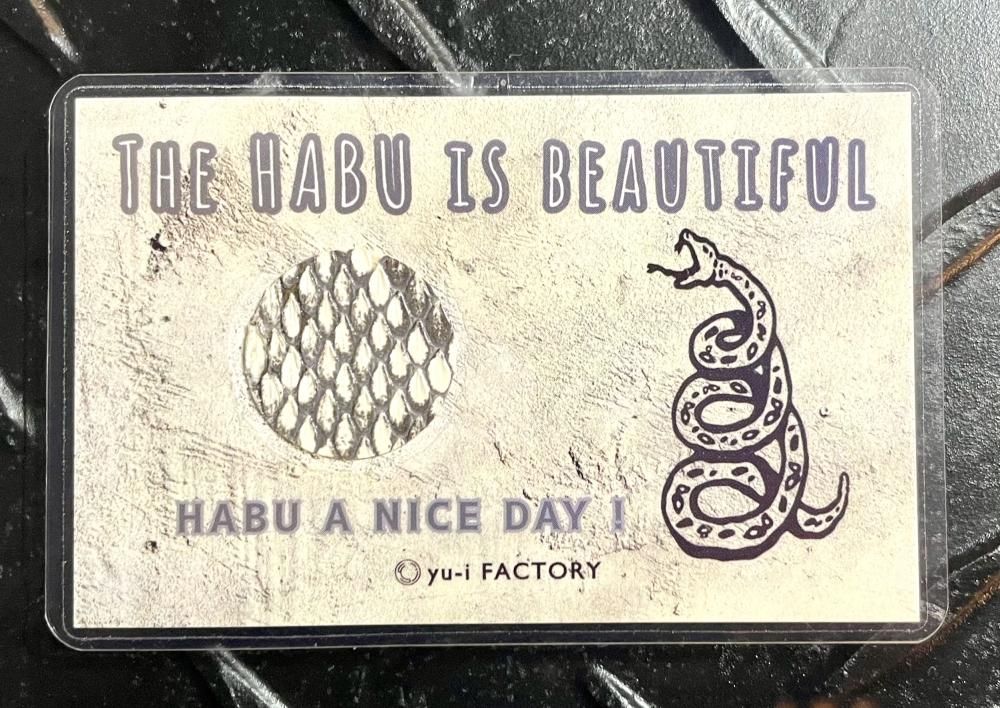 THE HABU IS BEAUTIFUL
HABU A NICE DAY !
© yu-i FACTORY